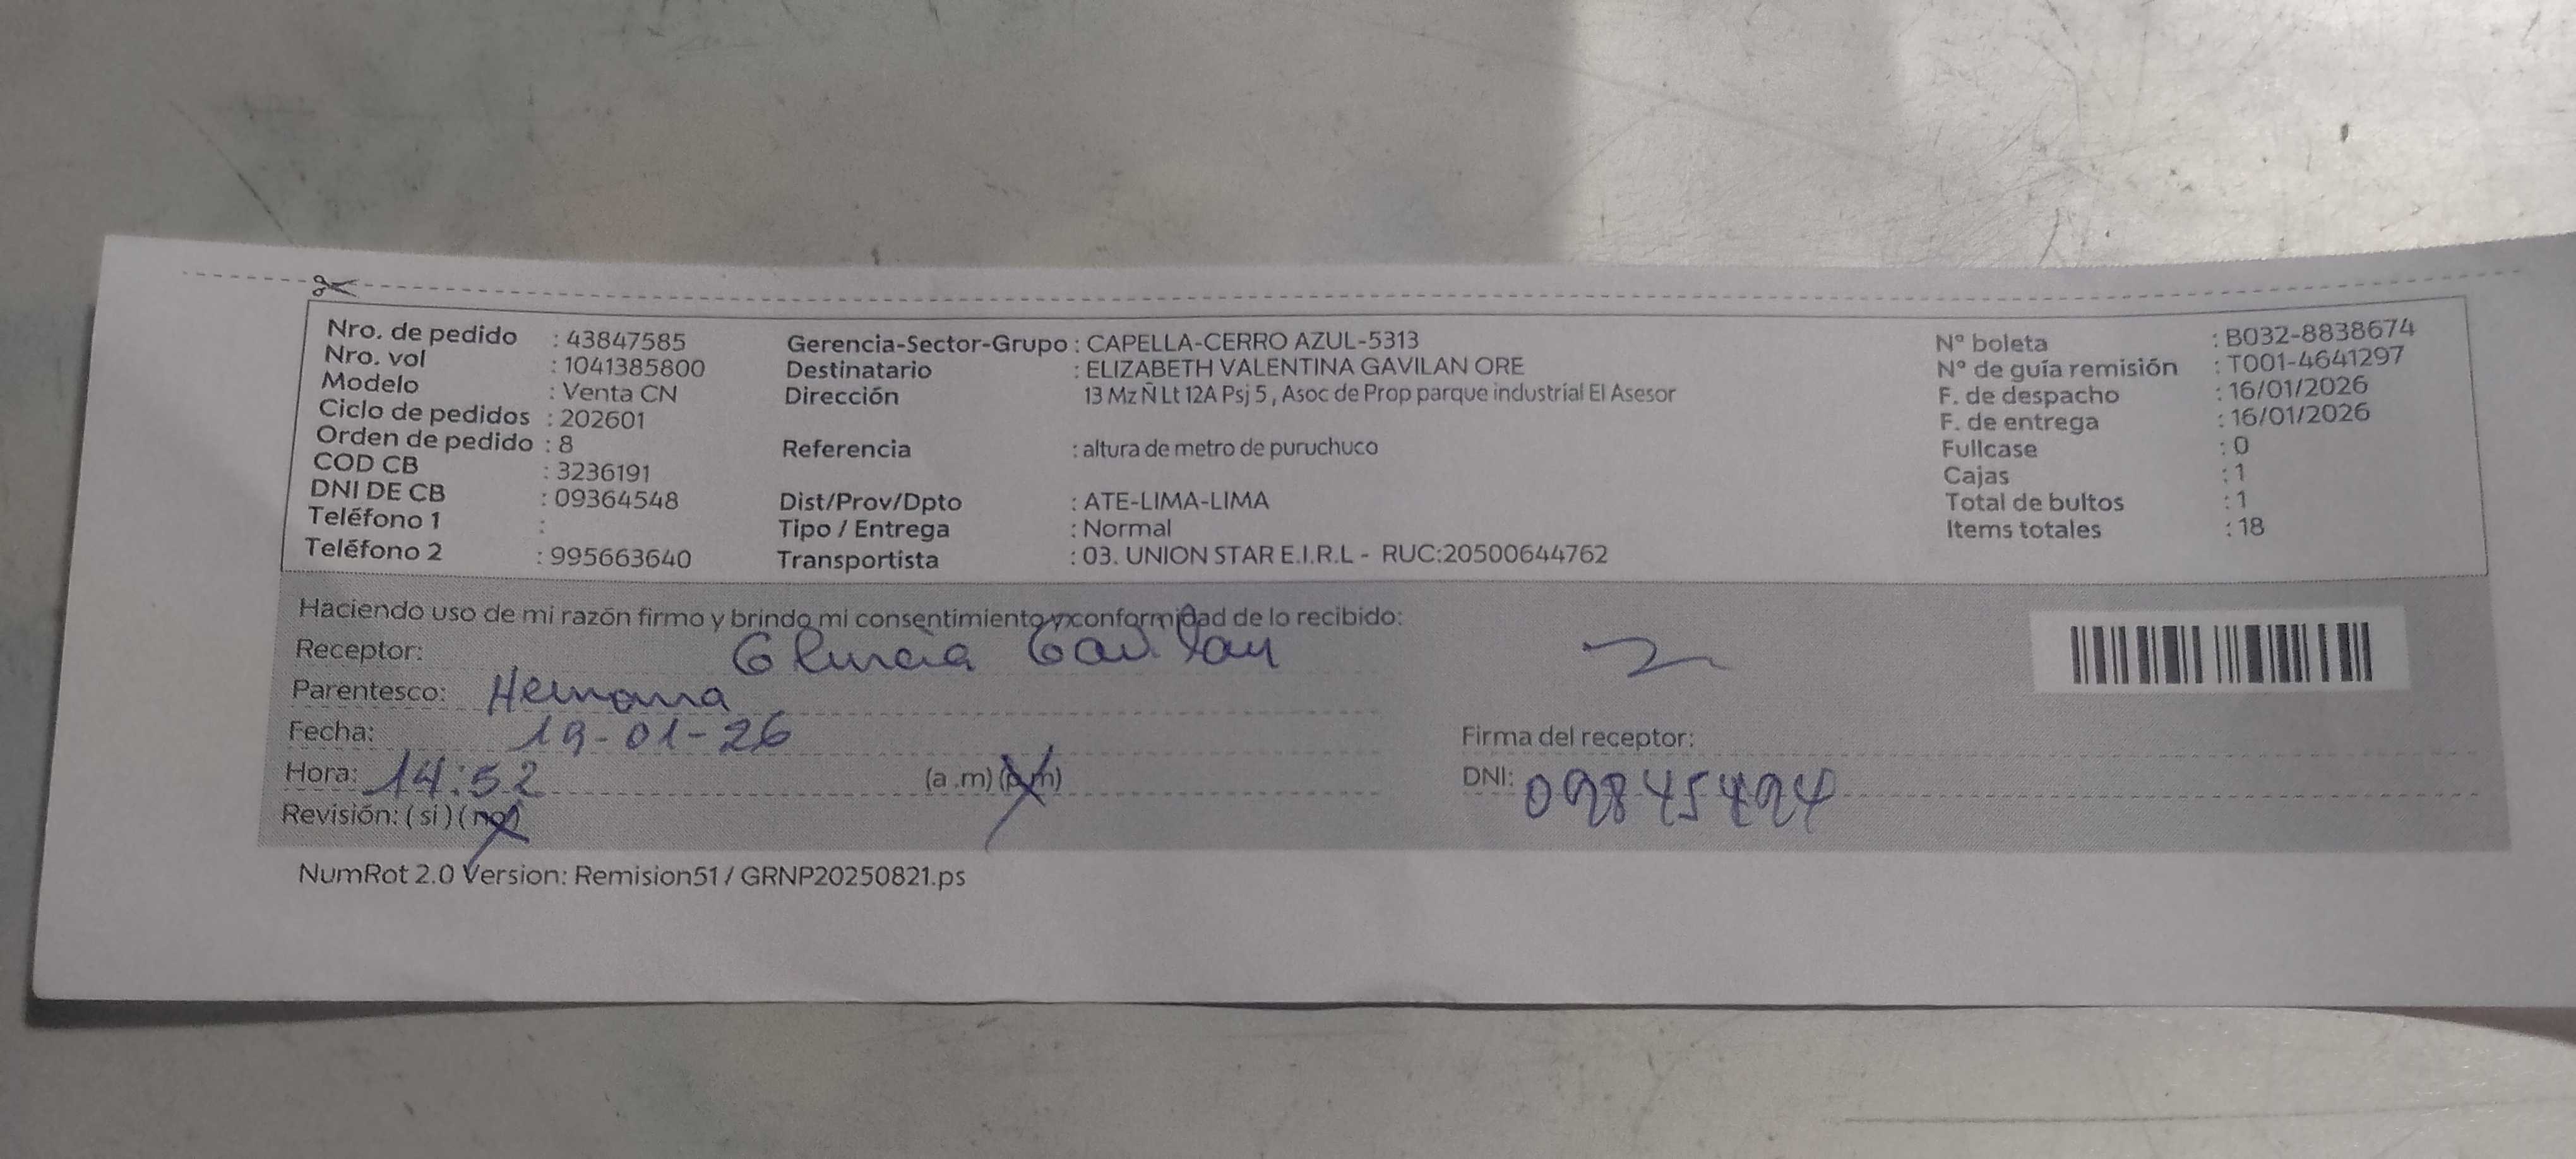 Nro. de pedido : 43847585
Nro. vol : 1041385800
Modelo : Venta CN
Ciclo de pedidos : 202601
Orden de pedido : 8
COD CB : 3236191
DNI DE CB : 09364548
Teléfono 1 :
Teléfono 2 : 995663640
Gerencia-Sector-Grupo : CAPELLA-CERRO AZUL-5313
Destinatario : ELIZABETH VALENTINA GAVILAN ORE
Dirección 13 Mz Ñ Lt 12A Psj 5 , Asoc de Prop parque industrial El Asesor
Referencia : altura de metro de puruchuco
Dist/Prov/Dpto : ATE-LIMA-LIMA
Tipo / Entrega : Normal
Transportista : 03. UNION STAR E.I.R.L - RUC:20500644762
N° boleta : B032-8838674
N° de guía remisión : T001-4641297
F. de despacho : 16/01/2026
F. de entrega : 16/01/2026
Fullcase : 0
Cajas : 1
Total de bultos : 1
Items totales : 18
Haciendo uso de mi razón firmo y brindo mi consentimiento y conformidad de lo recibido:
Receptor: Gavilan
Parentesco: Hermana
Fecha: 19-01-26
Hora: 14:52 (a .m) (p.m)
Revisión: ( si ) ( no )
Firma del receptor:
DNI:
NumRot 2.0 Version: Remision51 / GRNP20250821.ps